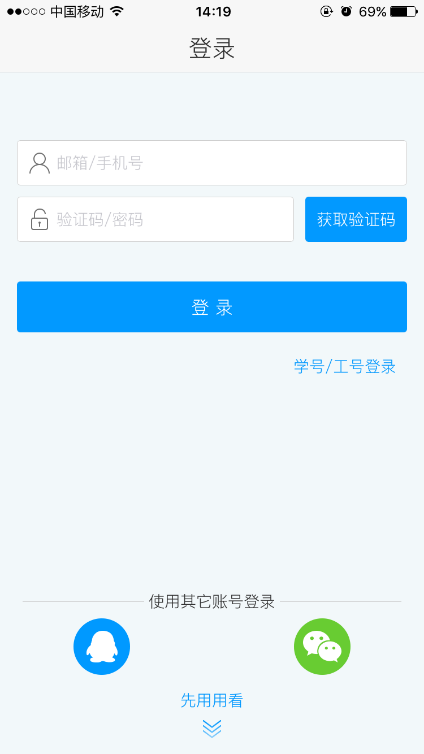 中国移动 14:19 69%
登录
邮箱/手机号
验证码/密码 获取验证码
登 录
学号/工号登录
使用其它账号登录
先用用看